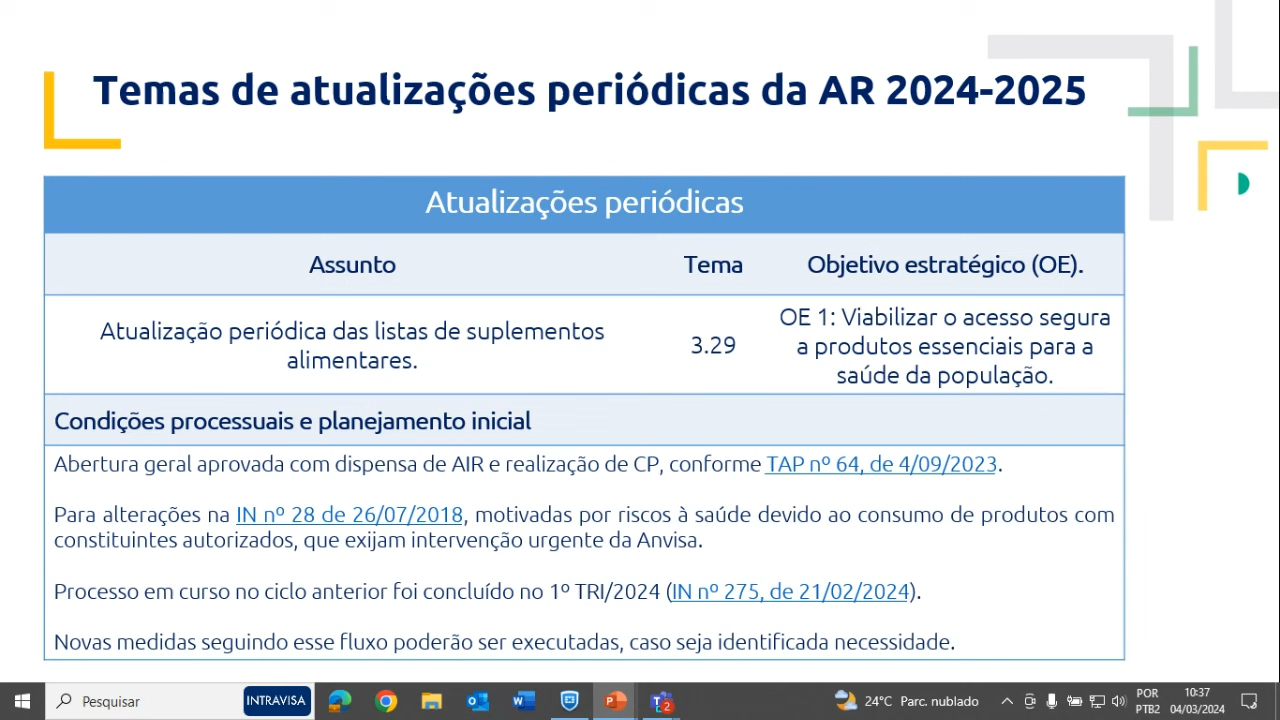 Temas de atualizações periódicas da AR 2024-2025
Atualizações periódicas
Assunto
Tema
Objetivo estratégico (OE).
Atualização periódica das listas de suplementos
alimentares.
3.29
OE 1: Viabilizar o acesso segura
a produtos essenciais para a
saúde da população.
Condições processuais e planejamento inicial
Abertura geral aprovada com dispensa de AIR e realização de CP, conforme TAP nº 64, de 4/09/2023.
Para alterações na IN nº 28 de 26/07/2018, motivadas por riscos à saúde devido ao consumo de produtos com
constituintes autorizados, que exijam intervenção urgente da Anvisa.
Processo em curso no ciclo anterior foi concluído no 1º TRI/2024 (IN nº 275, de 21/02/2024).
Novas medidas seguindo esse fluxo poderão ser executadas, caso seja identificada necessidade.
Pesquisar
INTRAVISA
2
24°C Parc. nublado
POR
PTB2
10:37
04/03/2024